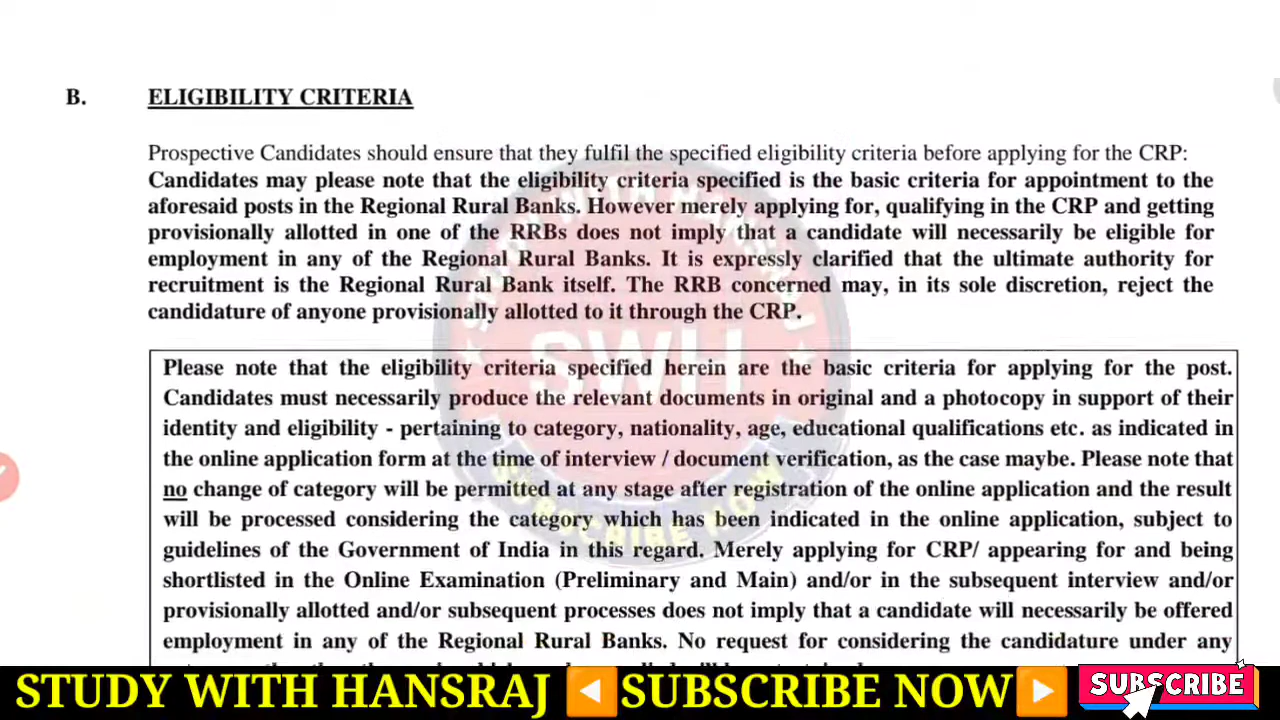 B. ELIGIBILITY CRITERIA
Prospective Candidates should ensure that they fulfil the specified eligibility criteria before applying for the CRP:
Candidates may please note that the eligibility criteria specified is the basic criteria for appointment to the
aforesaid posts in the Regional Rural Banks. However merely applying for, qualifying in the CRP and getting
provisionally allotted in one of the RRBs does not imply that a candidate will necessarily be eligible for
employment in any of the Regional Rural Banks. It is expressly clarified that the ultimate authority for
recruitment is the Regional Rural Bank itself. The RRB concerned may, in its sole discretion, reject the
candidature of anyone provisionally allotted to it through the CRP.
Please note that the eligibility criteria specified herein are the basic criteria for applying for the post.
Candidates must necessarily produce the relevant documents in original and a photocopy in support of their
identity and eligibility - pertaining to category, nationality, age, educational qualifications etc. as indicated in
the online application form at the time of interview / document verification, as the case maybe. Please note that
no change of category will be permitted at any stage after registration of the online application and the result
will be processed considering the category which has been indicated in the online application, subject to
guidelines of the Government of India in this regard. Merely applying for CRP/ appearing for and being
shortlisted in the Online Examination (Preliminary and Main) and/or in the subsequent interview and/or
provisionally allotted and/or subsequent processes does not imply that a candidate will necessarily be offered
employment in any of the Regional Rural Banks. No request for considering the candidature under any
STUDY WITH HANSRAJ
SWH
SUBSCRIBE NOW
STUDY WITH HANSRAJ SUBSCRIBE NOW SUBSCRIBE